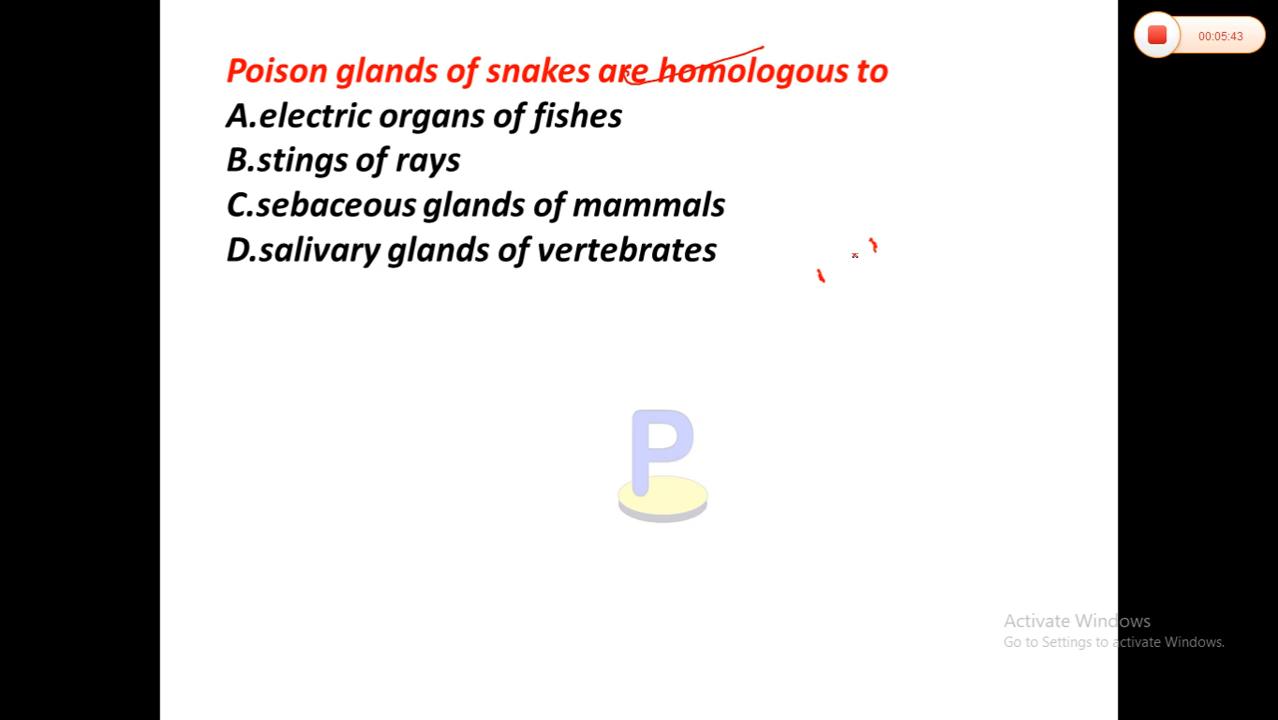 00:05:43
Poison glands of snakes are homologous to
A.electric organs of fishes
B.stings of rays
C.sebaceous glands of mammals
D.salivary glands of vertebrates
P
Activate Windows
Go to Settings to activate Windows.